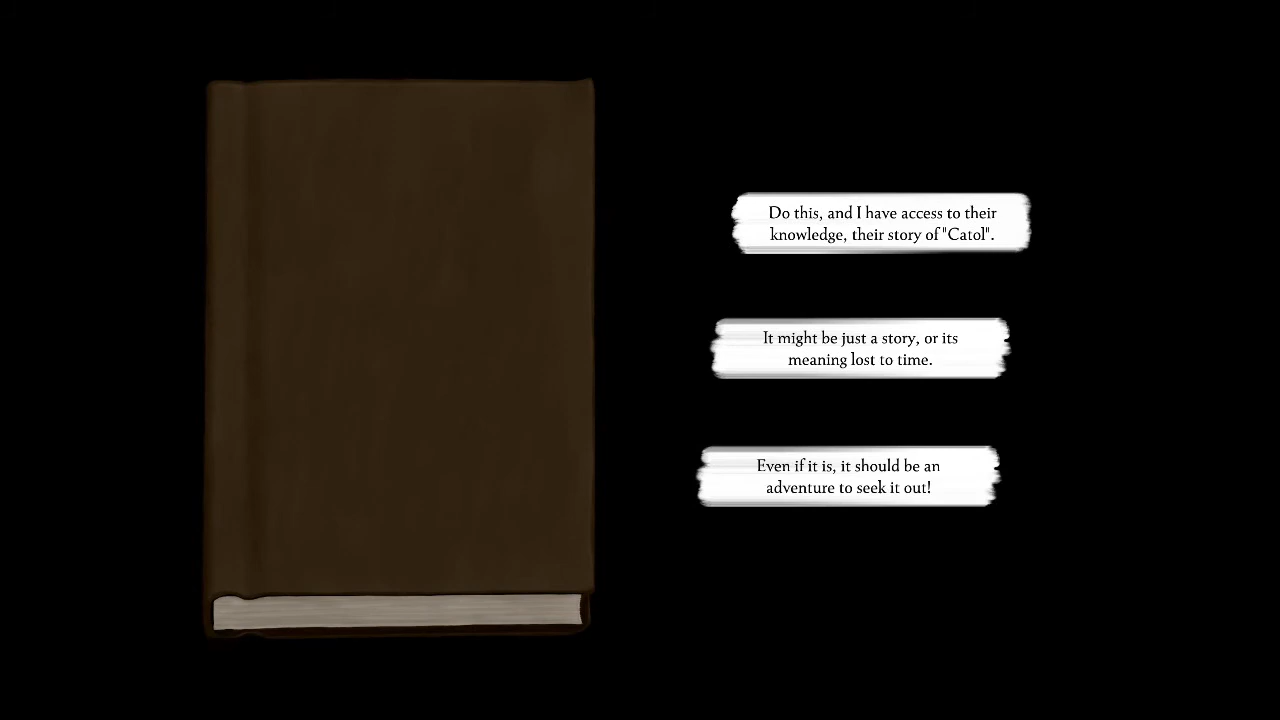 Do this, and I have access to their
knowledge, their story of "Catol".
It might be just a story, or its
meaning lost to time.
Even if it is, it should be an
adventure to seek it out!